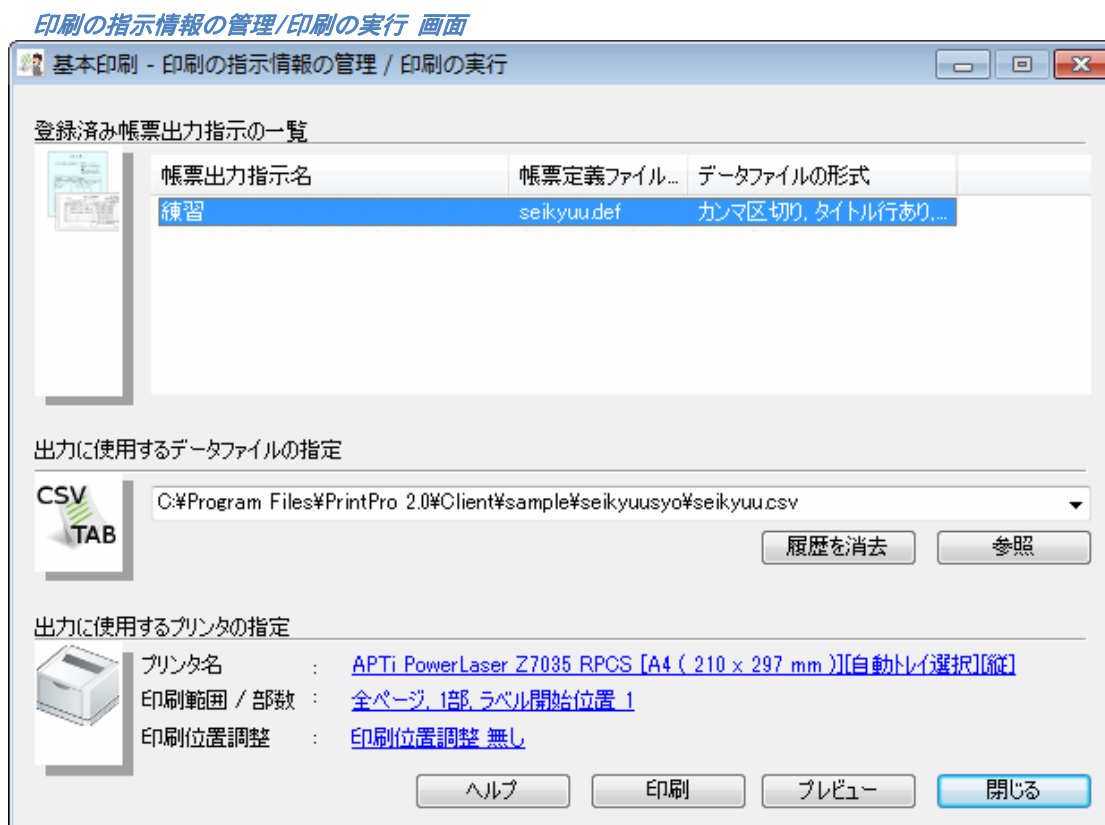 印刷の指示情報の管理/印刷の実行 画面
基本印刷 - 印刷の指示情報の管理 / 印刷の実行
登録済み帳票出力指示の一覧
帳票出力指示名 帳票定義ファイル... データファイルの形式
練習 seikyuu.def カンマ区切り, タイトル行あり,...
出力に使用するデータファイルの指定
CSV
TAB
C:¥Program Files¥PrintPro 2.0¥Client¥sample¥seikyuusyo¥seikyuu.csv
履歴を消去 参照
出力に使用するプリンタの指定
プリンタ名 : APTi PowerLaser Z7035 RPCS [A4 ( 210 x 297 mm )][自動トレイ選択][縦]
印刷範囲 / 部数 : 全ページ, 1部, ラベル開始位置 1
印刷位置調整 : 印刷位置調整 無し
ヘルプ 印刷 プレビュー 閉じる